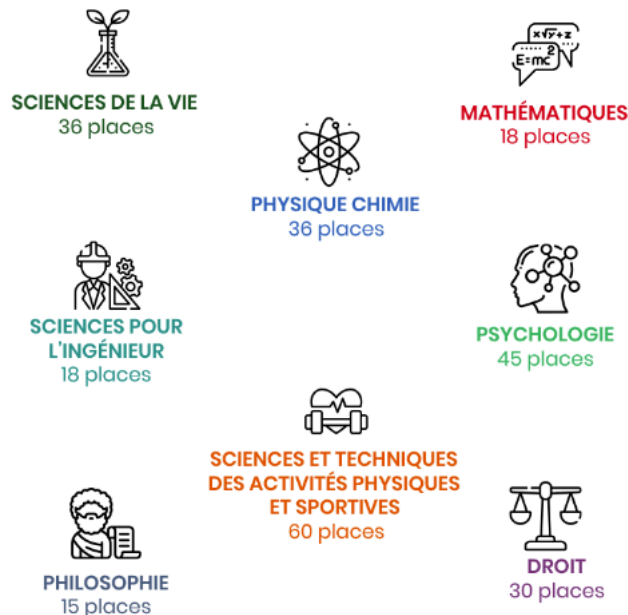 SCIENCES DE LA VIE
36 places
x√y+z
E=mc²
MATHÉMATIQUES
18 places
PHYSIQUE CHIMIE
36 places
SCIENCES POUR
L'INGÉNIEUR
18 places
PSYCHOLOGIE
45 places
SCIENCES ET TECHNIQUES
DES ACTIVITÉS PHYSIQUES
ET SPORTIVES
60 places
PHILOSOPHIE
15 places
DROIT
30 places